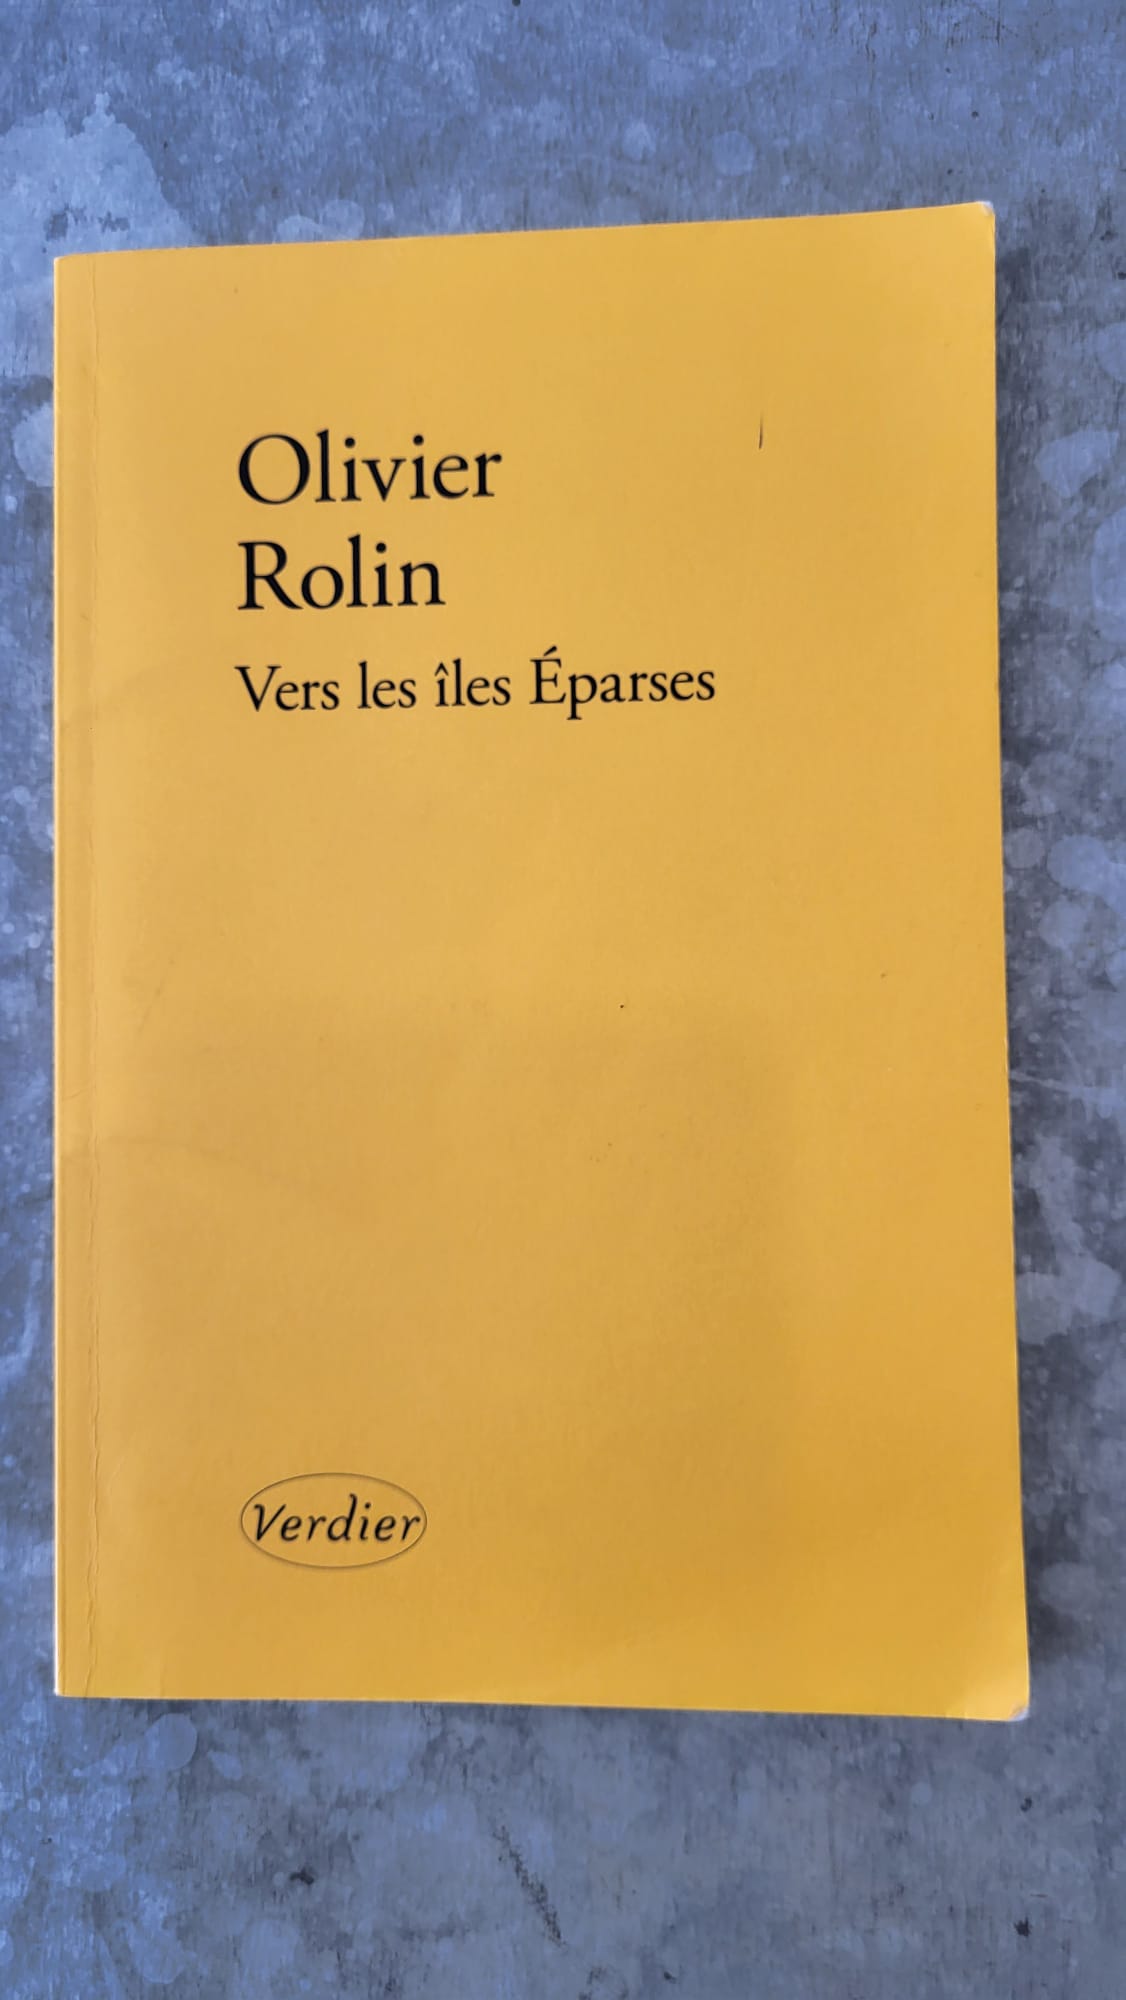 Olivier
Rolin
Vers les îles Éparses
Verdier